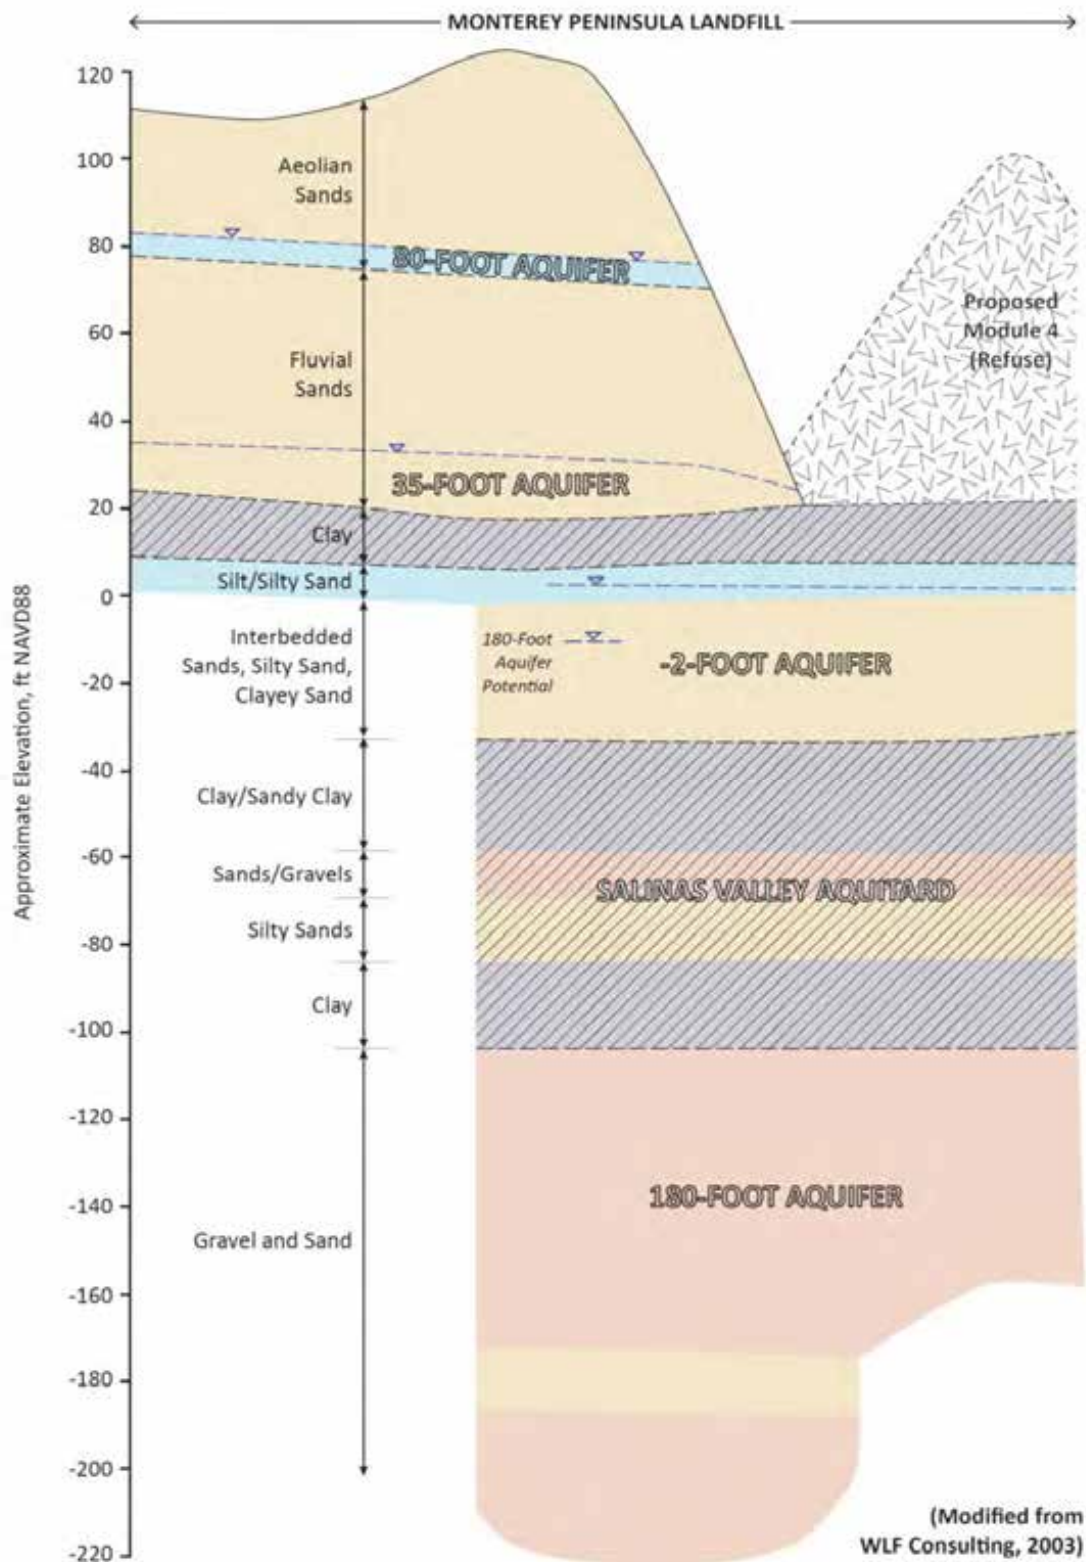 MONTEREY PENINSULA LANDFILL
120
100
80
60
40
20
0
-20
-40
-60
-80
-100
-120
-140
-160
-180
-200
-220
Approximate Elevation, ft NAVD88
Aeolian
Sands
80-FOOT AQUIFER
Proposed
Module 4
(Refuse)
Fluvial
Sands
35-FOOT AQUIFER
Clay
Silt/Silty Sand
Interbedded
Sands, Silty Sand,
Clayey Sand
180-Foot
Aquifer
Potential
-2-FOOT AQUIFER
Clay/Sandy Clay
Sands/Gravels
SALINAS VALLEY AQUITARD
Silty Sands
Clay
180-FOOT AQUIFER
Gravel and Sand
(Modified from
WLF Consulting, 2003)